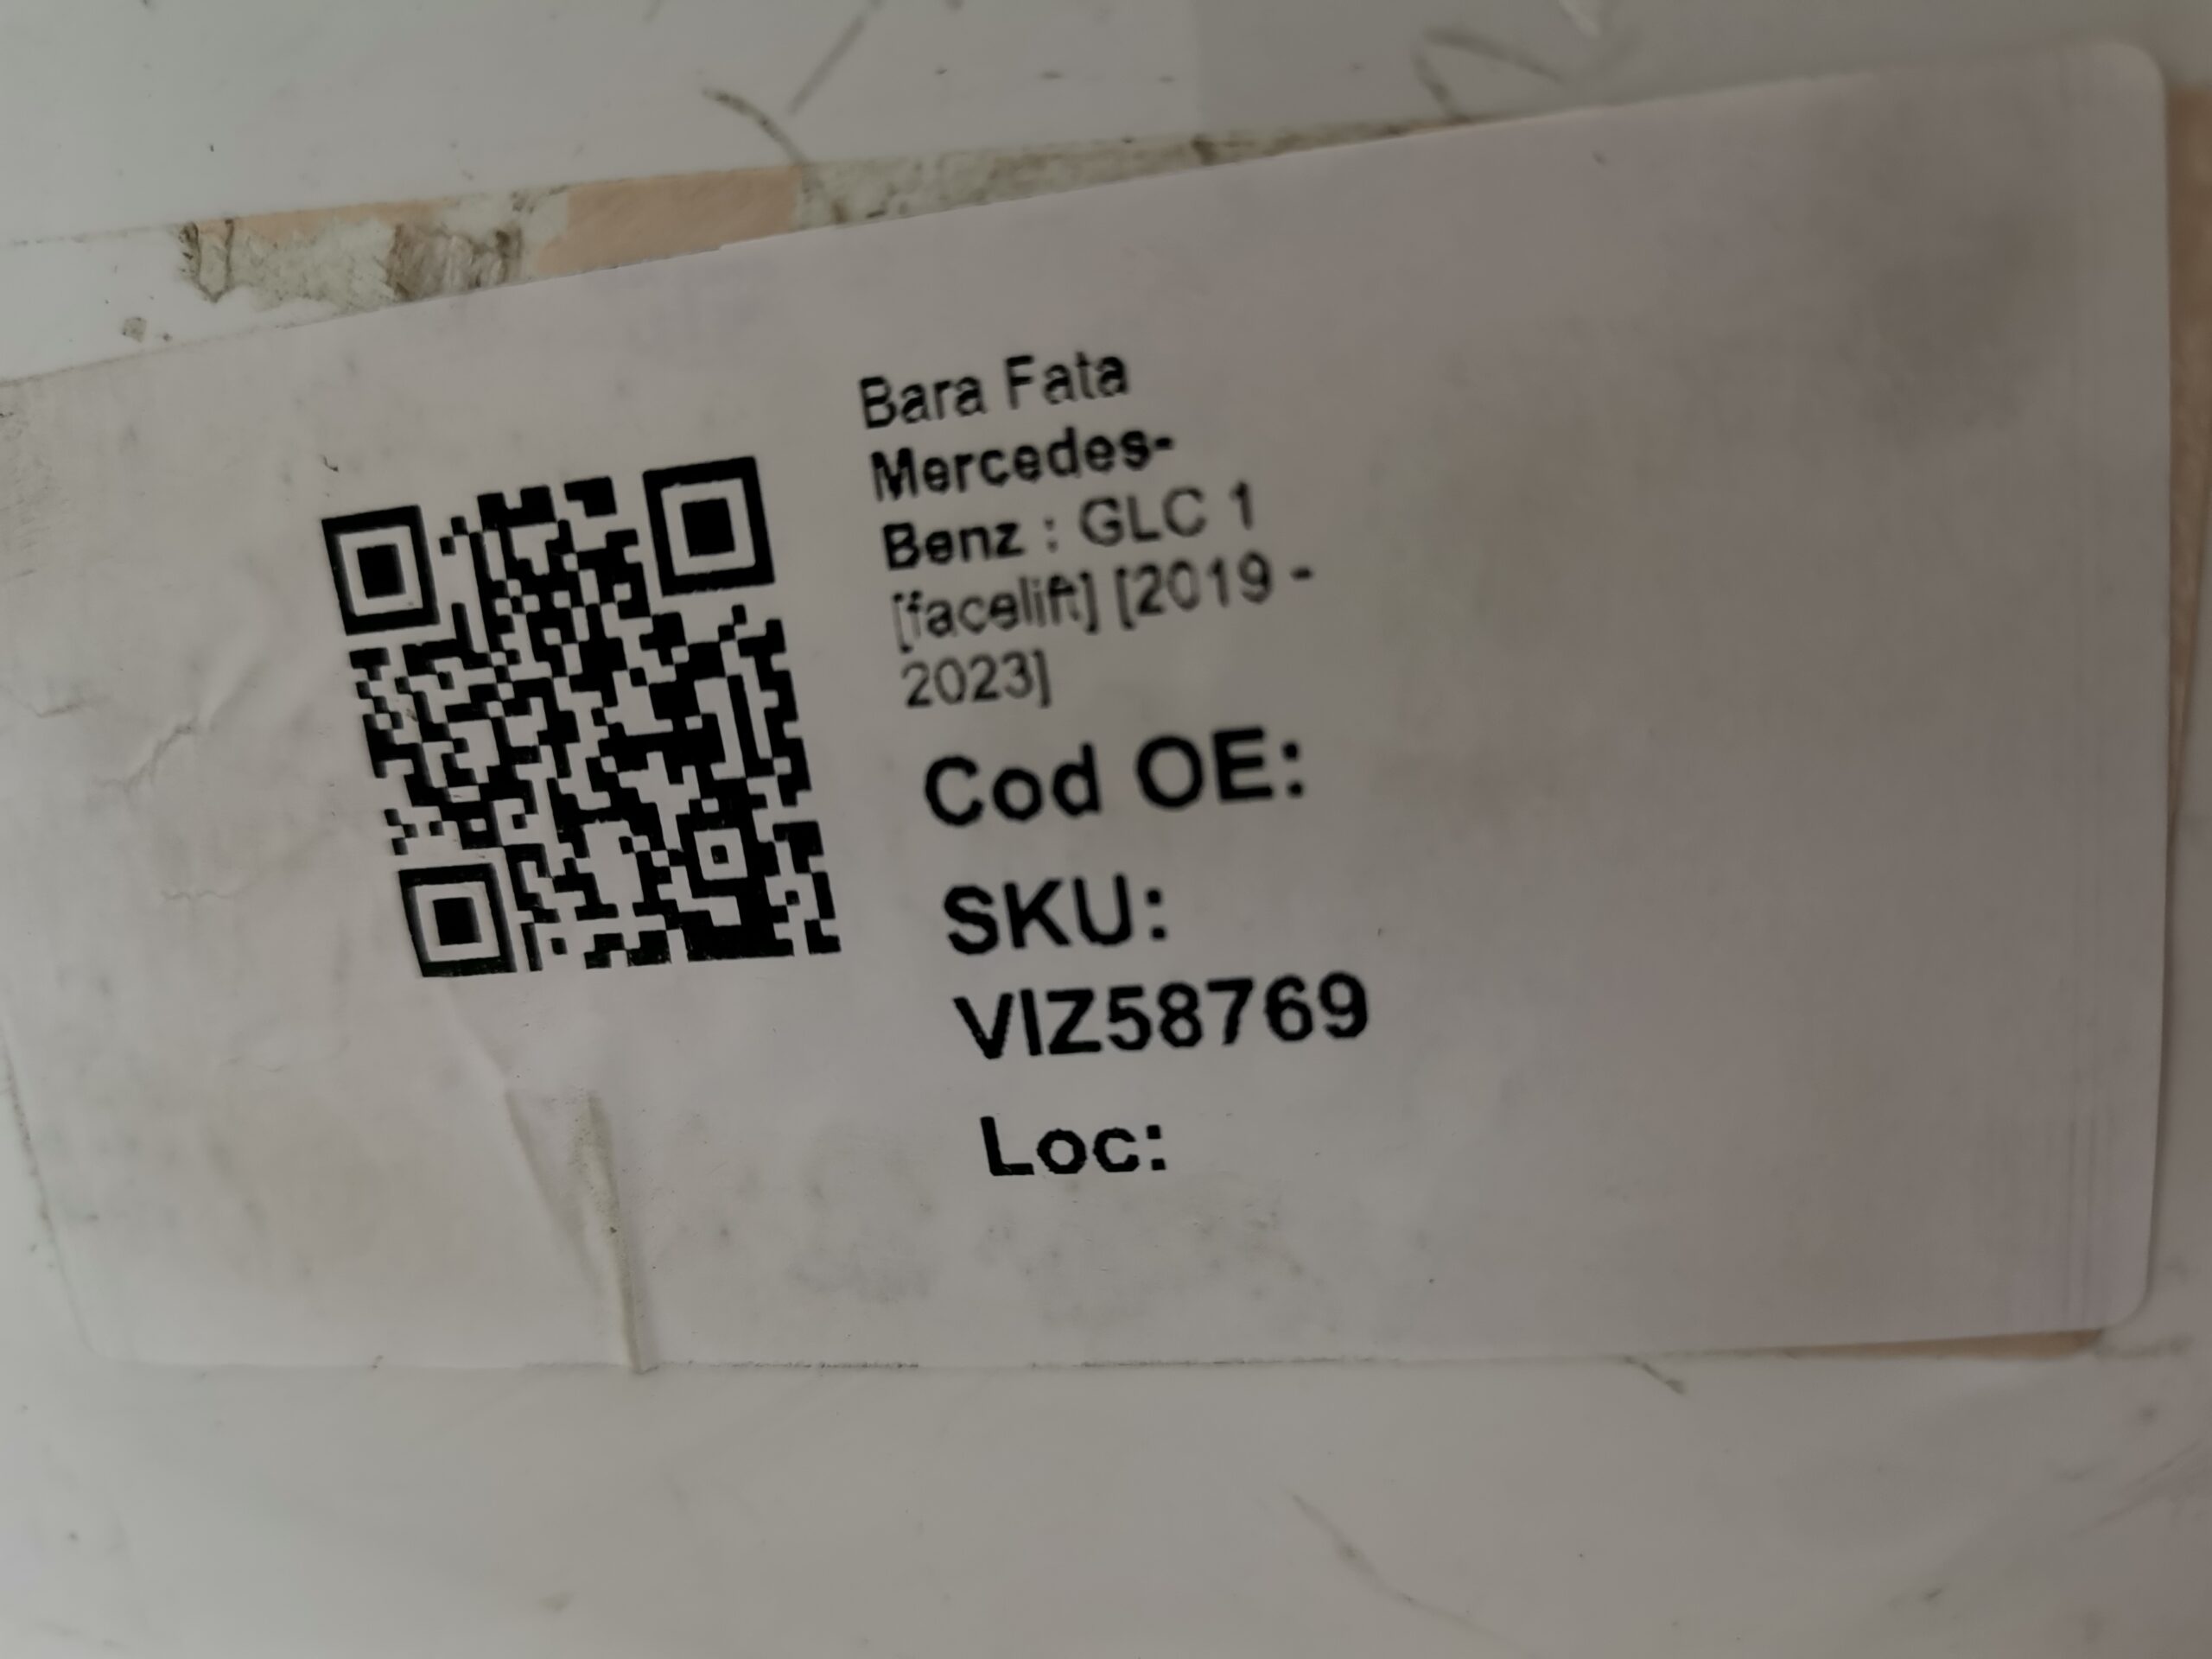 Bara Fata
Mercedes-
Benz : GLC 1
[facelift] [2019 -
2023]
Cod OE:
SKU:
VIZ58769
Loc: